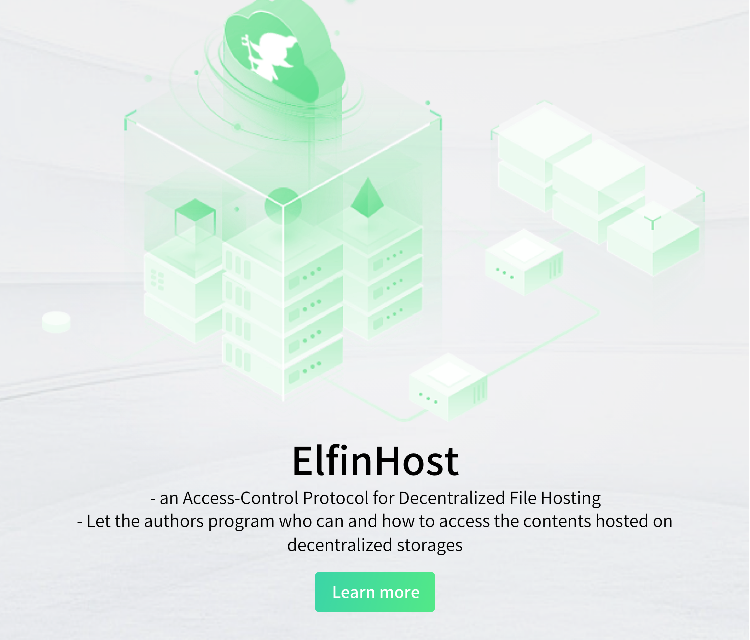 ElfinHost
- an Access-Control Protocol for Decentralized File Hosting
- Let the authors program who can and how to access the contents hosted on
decentralized storages
Learn more